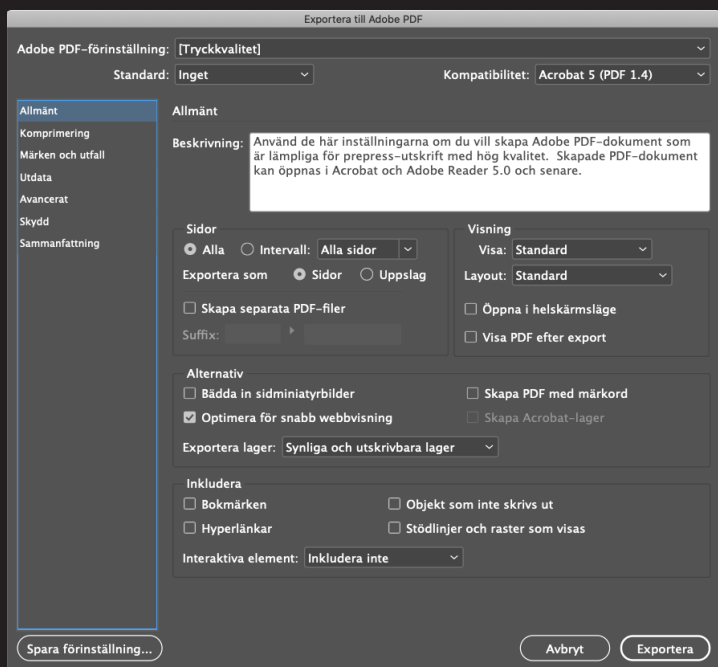 Exportera till Adobe PDF
Adobe PDF-förinställning: [Tryckkvalitet]
Standard: Inget Kompatibilitet: Acrobat 5 (PDF 1.4)
Allmänt
Komprimering
Märken och utfall
Utdata
Avancerat
Skydd
Sammanfattning
Allmänt
Beskrivning: Använd de här inställningarna om du vill skapa Adobe PDF-dokument som
är lämpliga för prepress-utskrift med hög kvalitet. Skapade PDF-dokument
kan öppnas i Acrobat och Adobe Reader 5.0 och senare.
Sidor
Alla Intervall: Alla sidor
Exportera som Sidor Uppslag
Skapa separata PDF-filer
Suffix:
Visning
Visa: Standard
Layout: Standard
Öppna i helskärmsläge
Visa PDF efter export
Alternativ
Bädda in sidminiatyrbilder Skapa PDF med märkord
Optimera för snabb webbvisning Skapa Acrobat-lager
Exportera lager: Synliga och utskrivbara lager
Inkludera
Bokmärken Objekt som inte skrivs ut
Hyperlänkar Stödlinjer och raster som visas
Interaktiva element: Inkludera inte
Spara förinställning... Avbryt Exportera